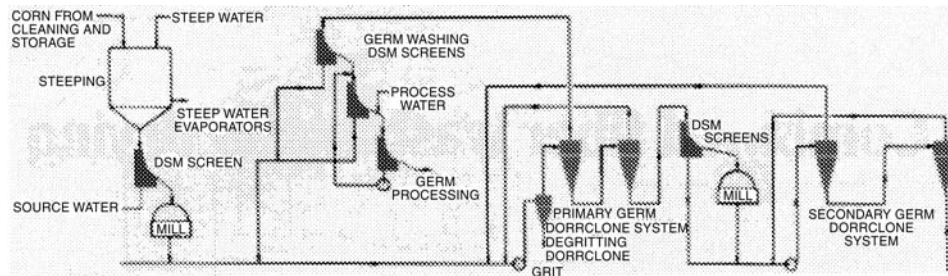 CORN FROM
CLEANING AND
STORAGE
STEEP WATER
STEEPING
STEEP WATER
EVAPORATORS
DSM SCREEN
SOURCE WATER
MILL
GERM WASHING
DSM SCREENS
PROCESS
WATER
GERM
PROCESSING
PRIMARY GERM
DORRCLONE SYSTEM
DEGRITTING
DORRCLONE
GRIT
DSM
SCREENS
MILL
SECONDARY GERM
DORRCLONE
SYSTEM